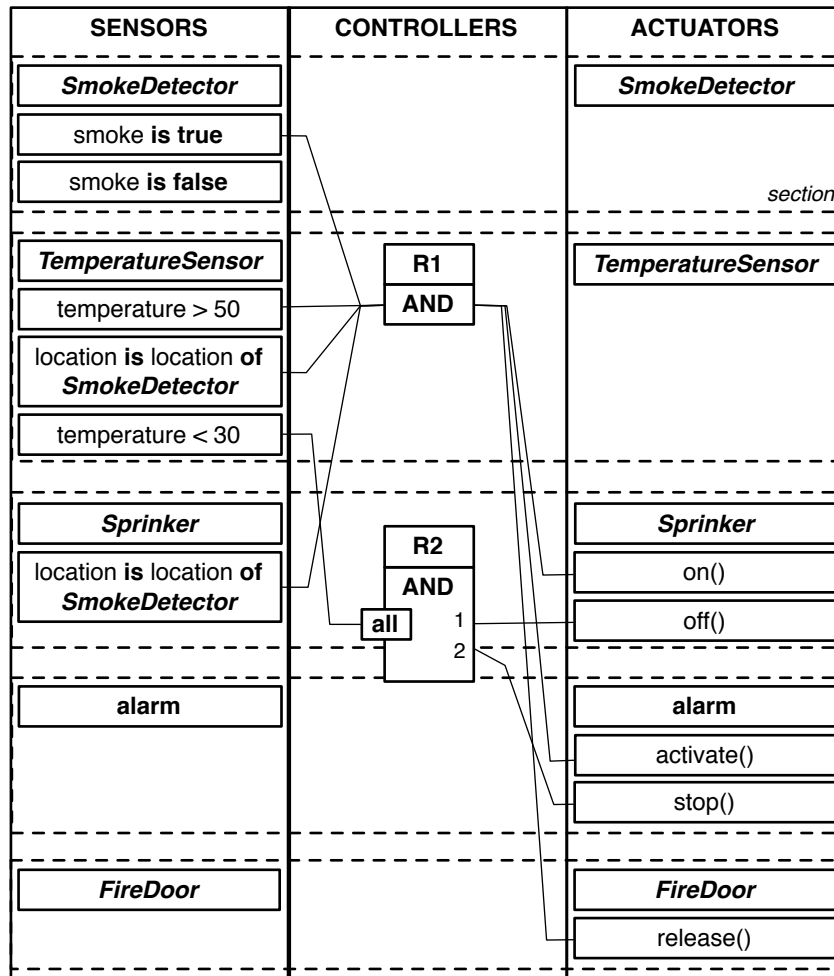 SENSORS
CONTROLLERS
ACTUATORS
SmokeDetector
SmokeDetector
smoke is true
smoke is false
section
TemperatureSensor
R1
TemperatureSensor
temperature > 50
AND
location is location of
SmokeDetector
temperature < 30
Sprinker
R2
Sprinker
location is location of
SmokeDetector
AND
on()
all
1
off()
2
alarm
alarm
activate()
stop()
FireDoor
FireDoor
release()